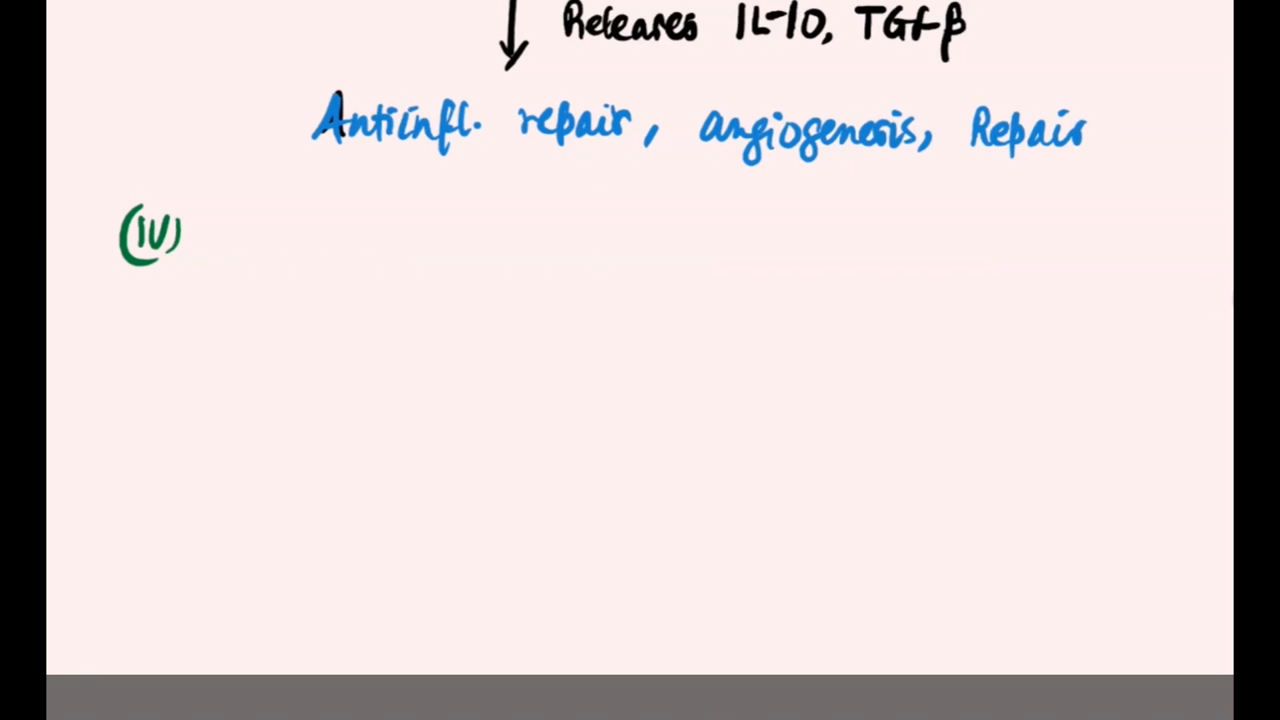 ↓ Releases IL-10, TGF-β
Antiinfl. repair, angiogenesis, Repair
(iv)